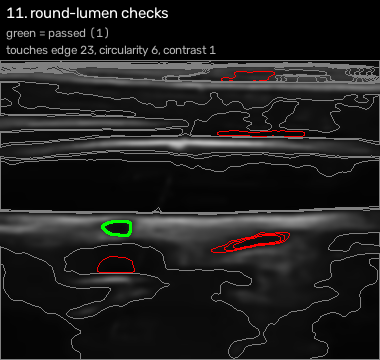 11. round-lumen checks
green = passed (1)
touches edge 23, circularity 6, contrast 1